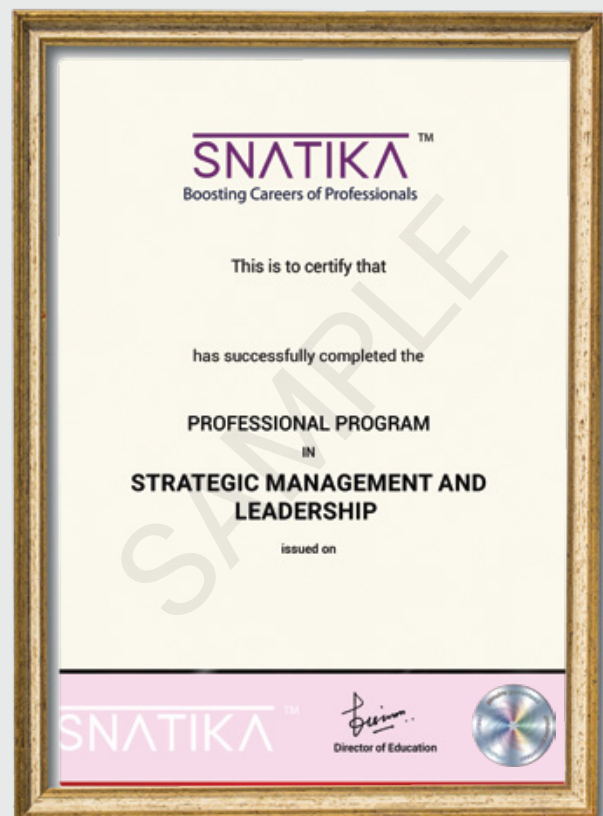 SNATIKA™
Boosting Careers of Professionals
This is to certify that
has successfully completed the
PROFESSIONAL PROGRAM
IN
STRATEGIC MANAGEMENT AND
LEADERSHIP
issued on
SAMPLE
SNATIKA™
Director of Education